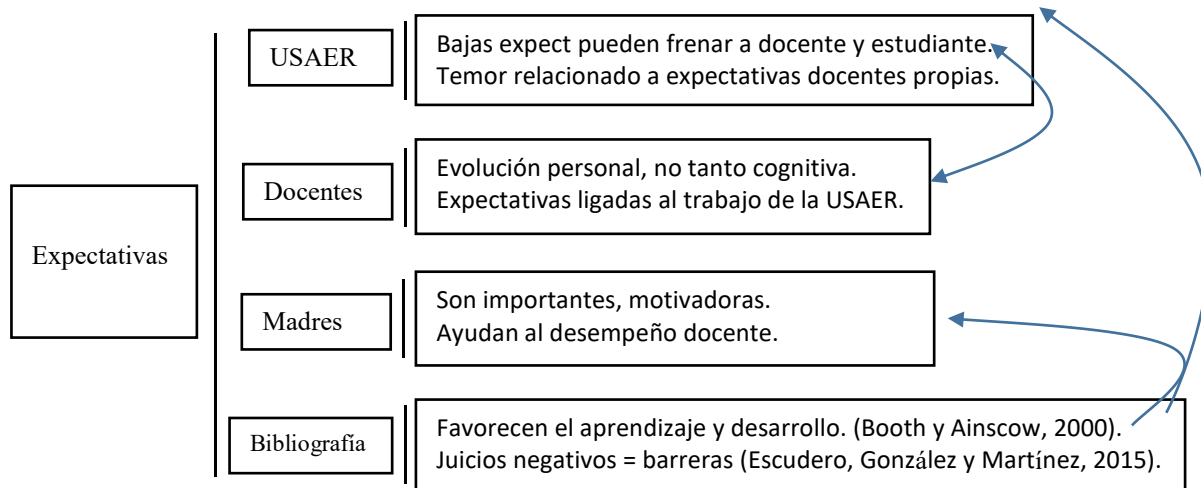 Expectativas
USAER
Bajas expect pueden frenar a docente y estudiante.
Temor relacionado a expectativas docentes propias.
Docentes
Evolución personal, no tanto cognitiva.
Expectativas ligadas al trabajo de la USAER.
Madres
Son importantes, motivadoras.
Ayudan al desempeño docente.
Bibliografía
Favorecen el aprendizaje y desarrollo. (Booth y Ainscow, 2000).
Juicios negativos = barreras (Escudero, González y Martínez, 2015).